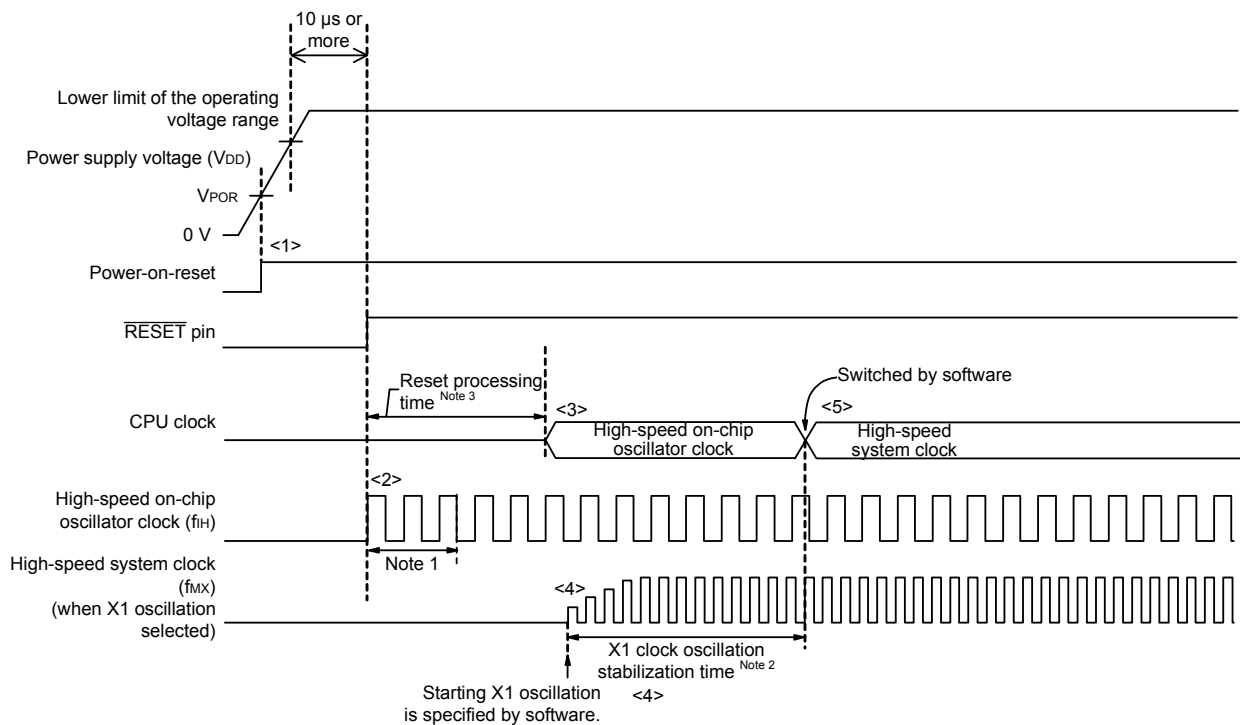 10 µs or
more
Lower limit of the operating
voltage range
Power supply voltage (VDD)
VPOR
0 V
<1>
Power-on-reset
RESET pin
Reset processing
time Note 3
Switched by software
CPU clock
<3>
<5>
High-speed on-chip
oscillator clock
High-speed
system clock
<2>
High-speed on-chip
oscillator clock (fIH)
Note 1
High-speed system clock
(fMX)
(when X1 oscillation
selected)
<4>
X1 clock oscillation
stabilization time Note 2
Starting X1 oscillation
is specified by software.
<4>